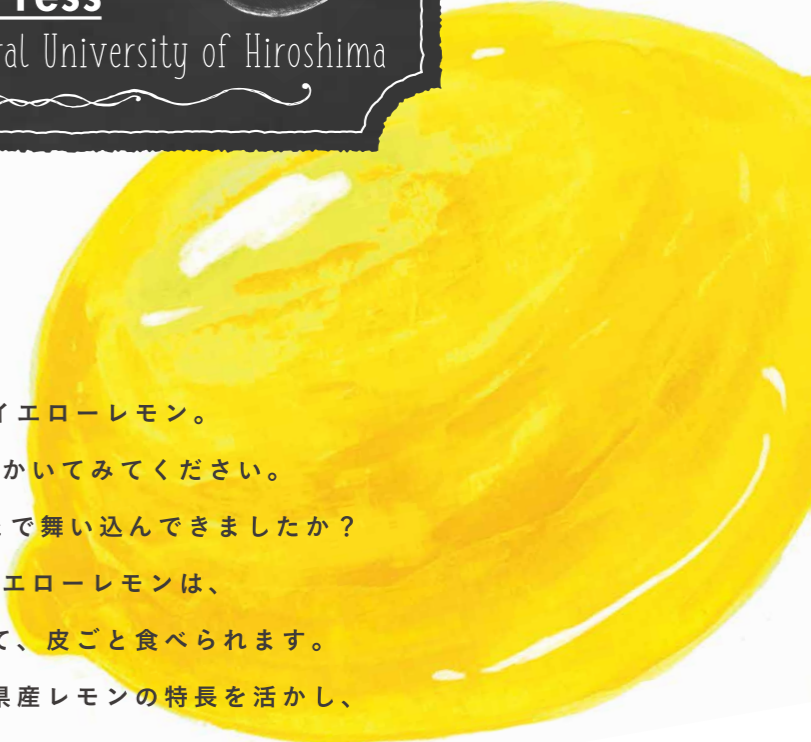 ral University of Hiroshima
イエローレモン。
かいてみてください。
で舞い込んできましたか？
エローレモンは、
て、皮ごと食べられます。
県産レモンの特長を活かし、